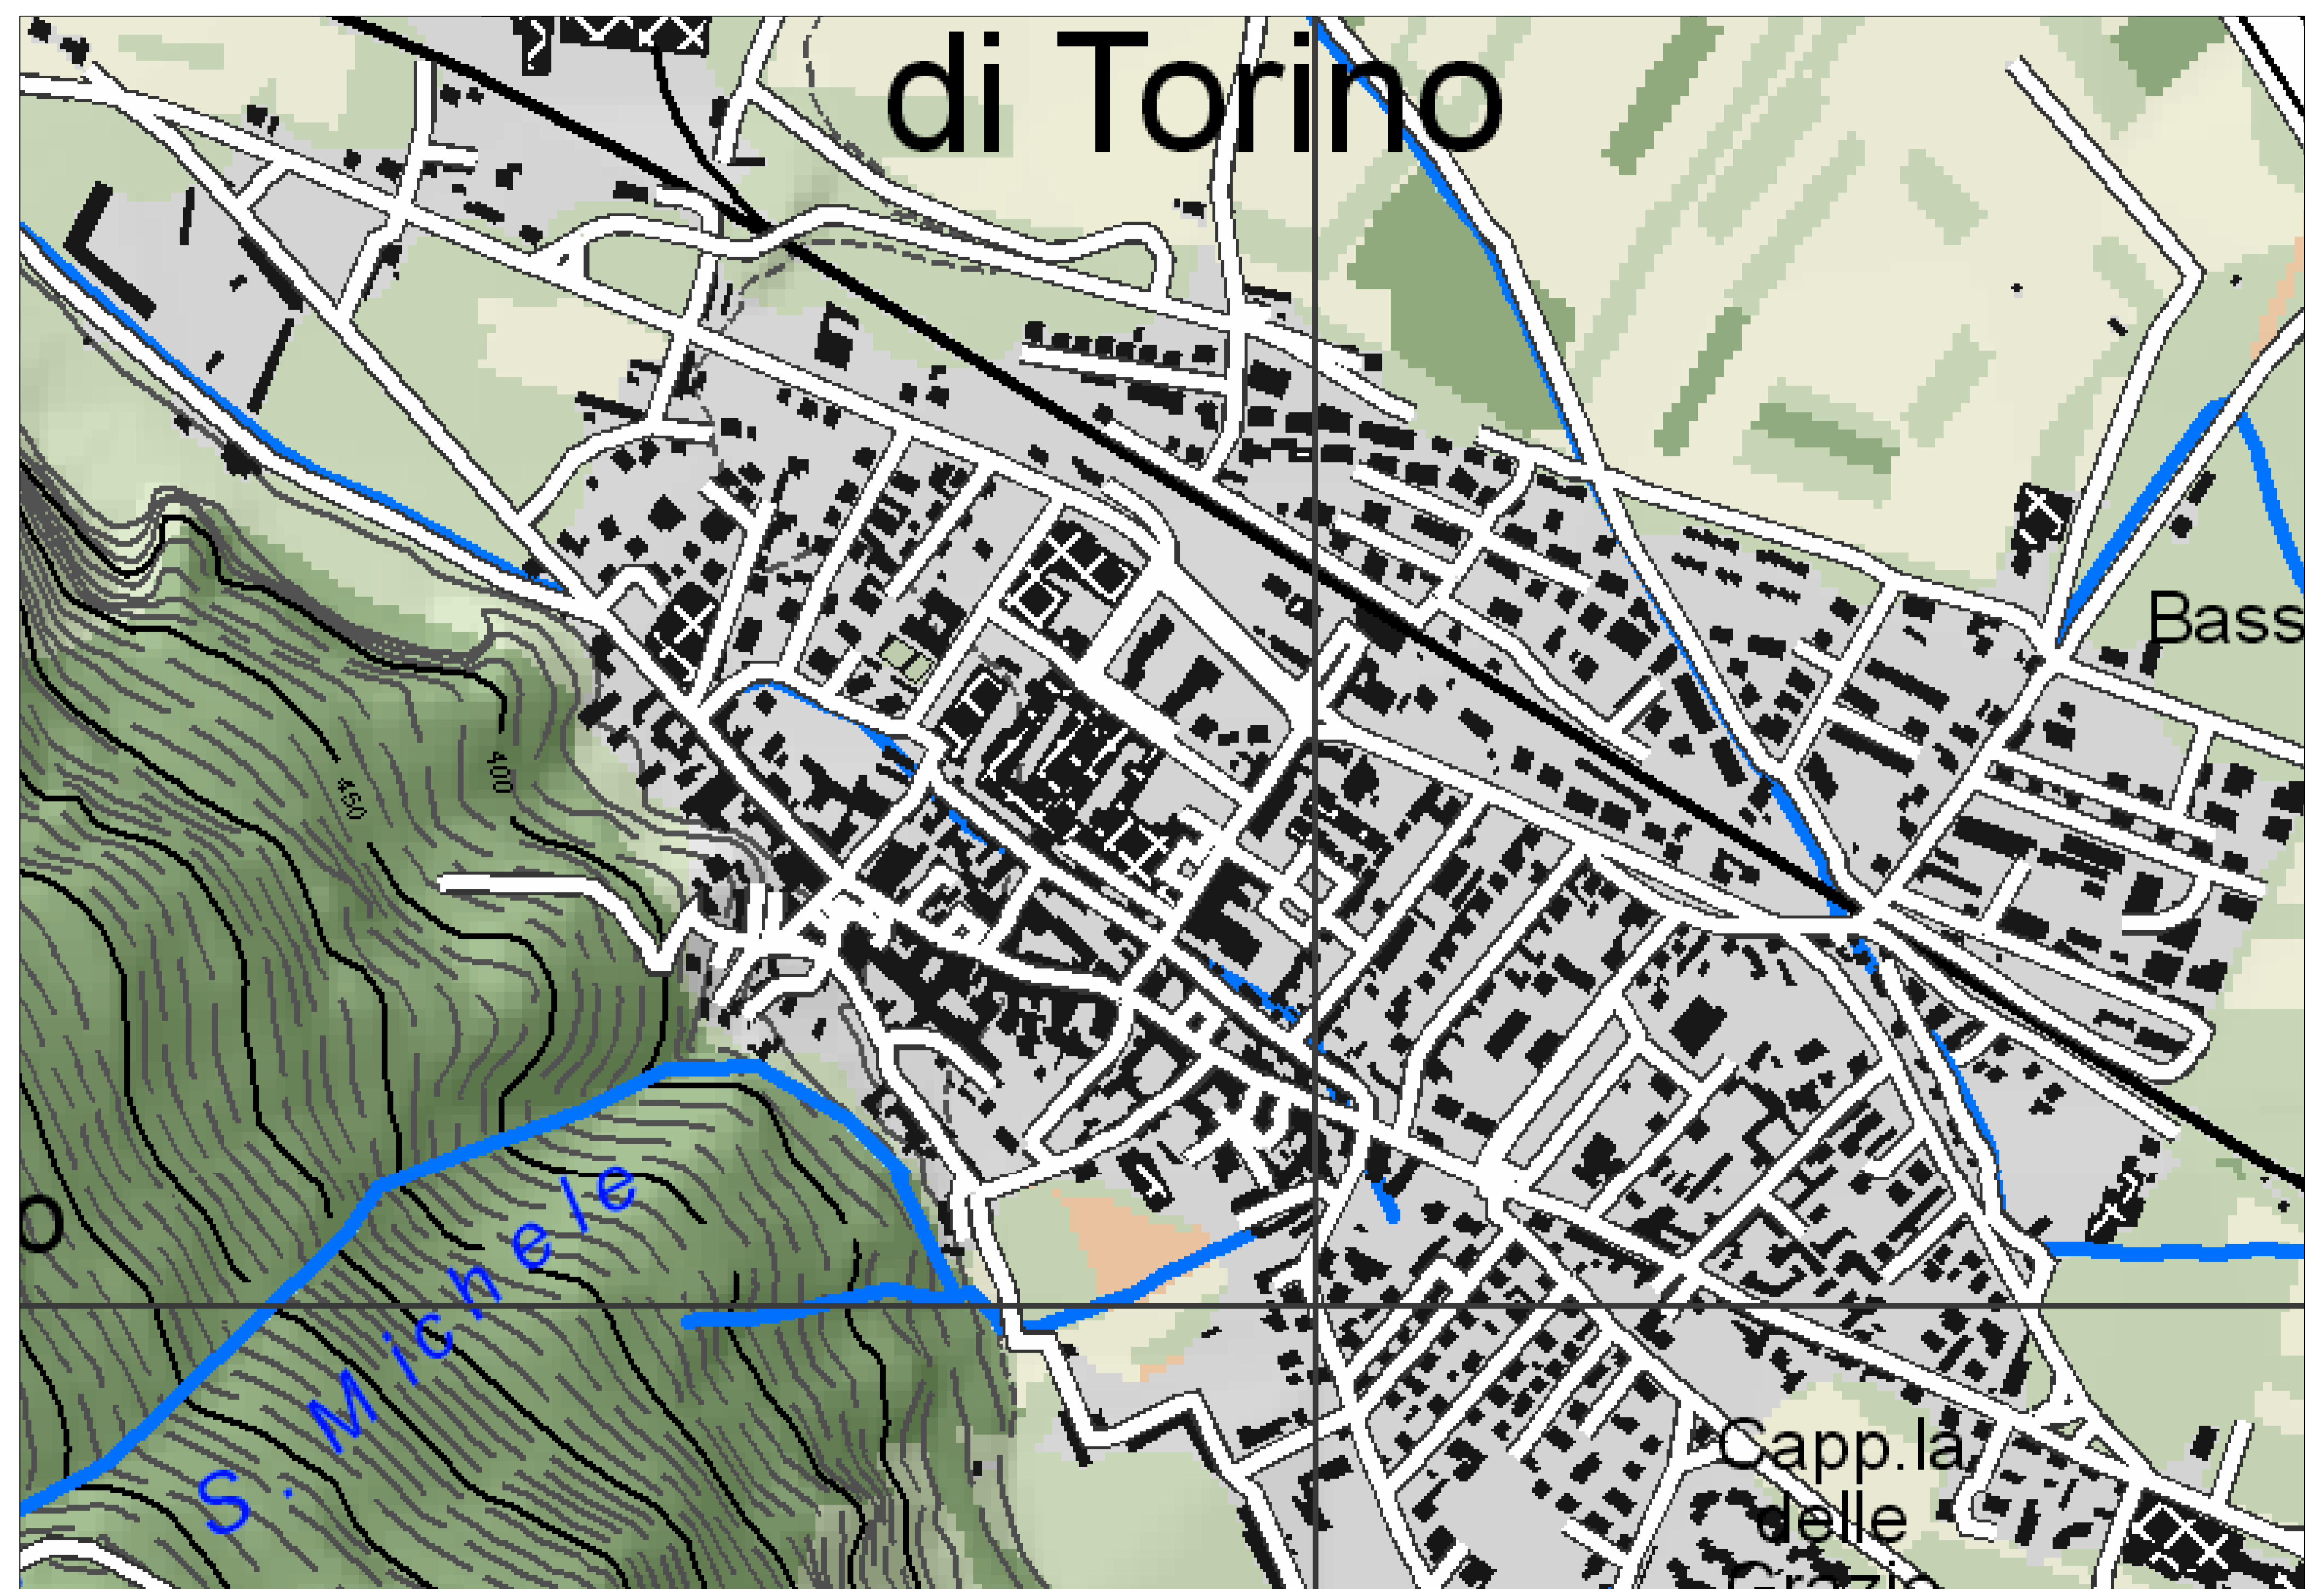 di Torino
Bass
400
450
o
S. Michele
Capp.la
delle